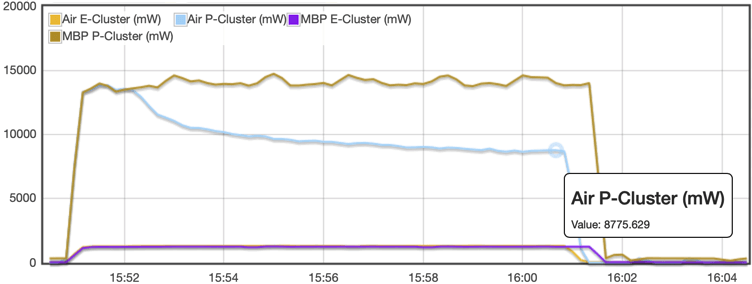 20000
Air E-Cluster (mW) Air P-Cluster (mW) MBP E-Cluster (mW)
MBP P-Cluster (mW)
15000
10000
5000
Air P-Cluster (mW)
Value: 8775.629
0
15:52 15:54 15:56 15:58 16:00 16:02 16:04